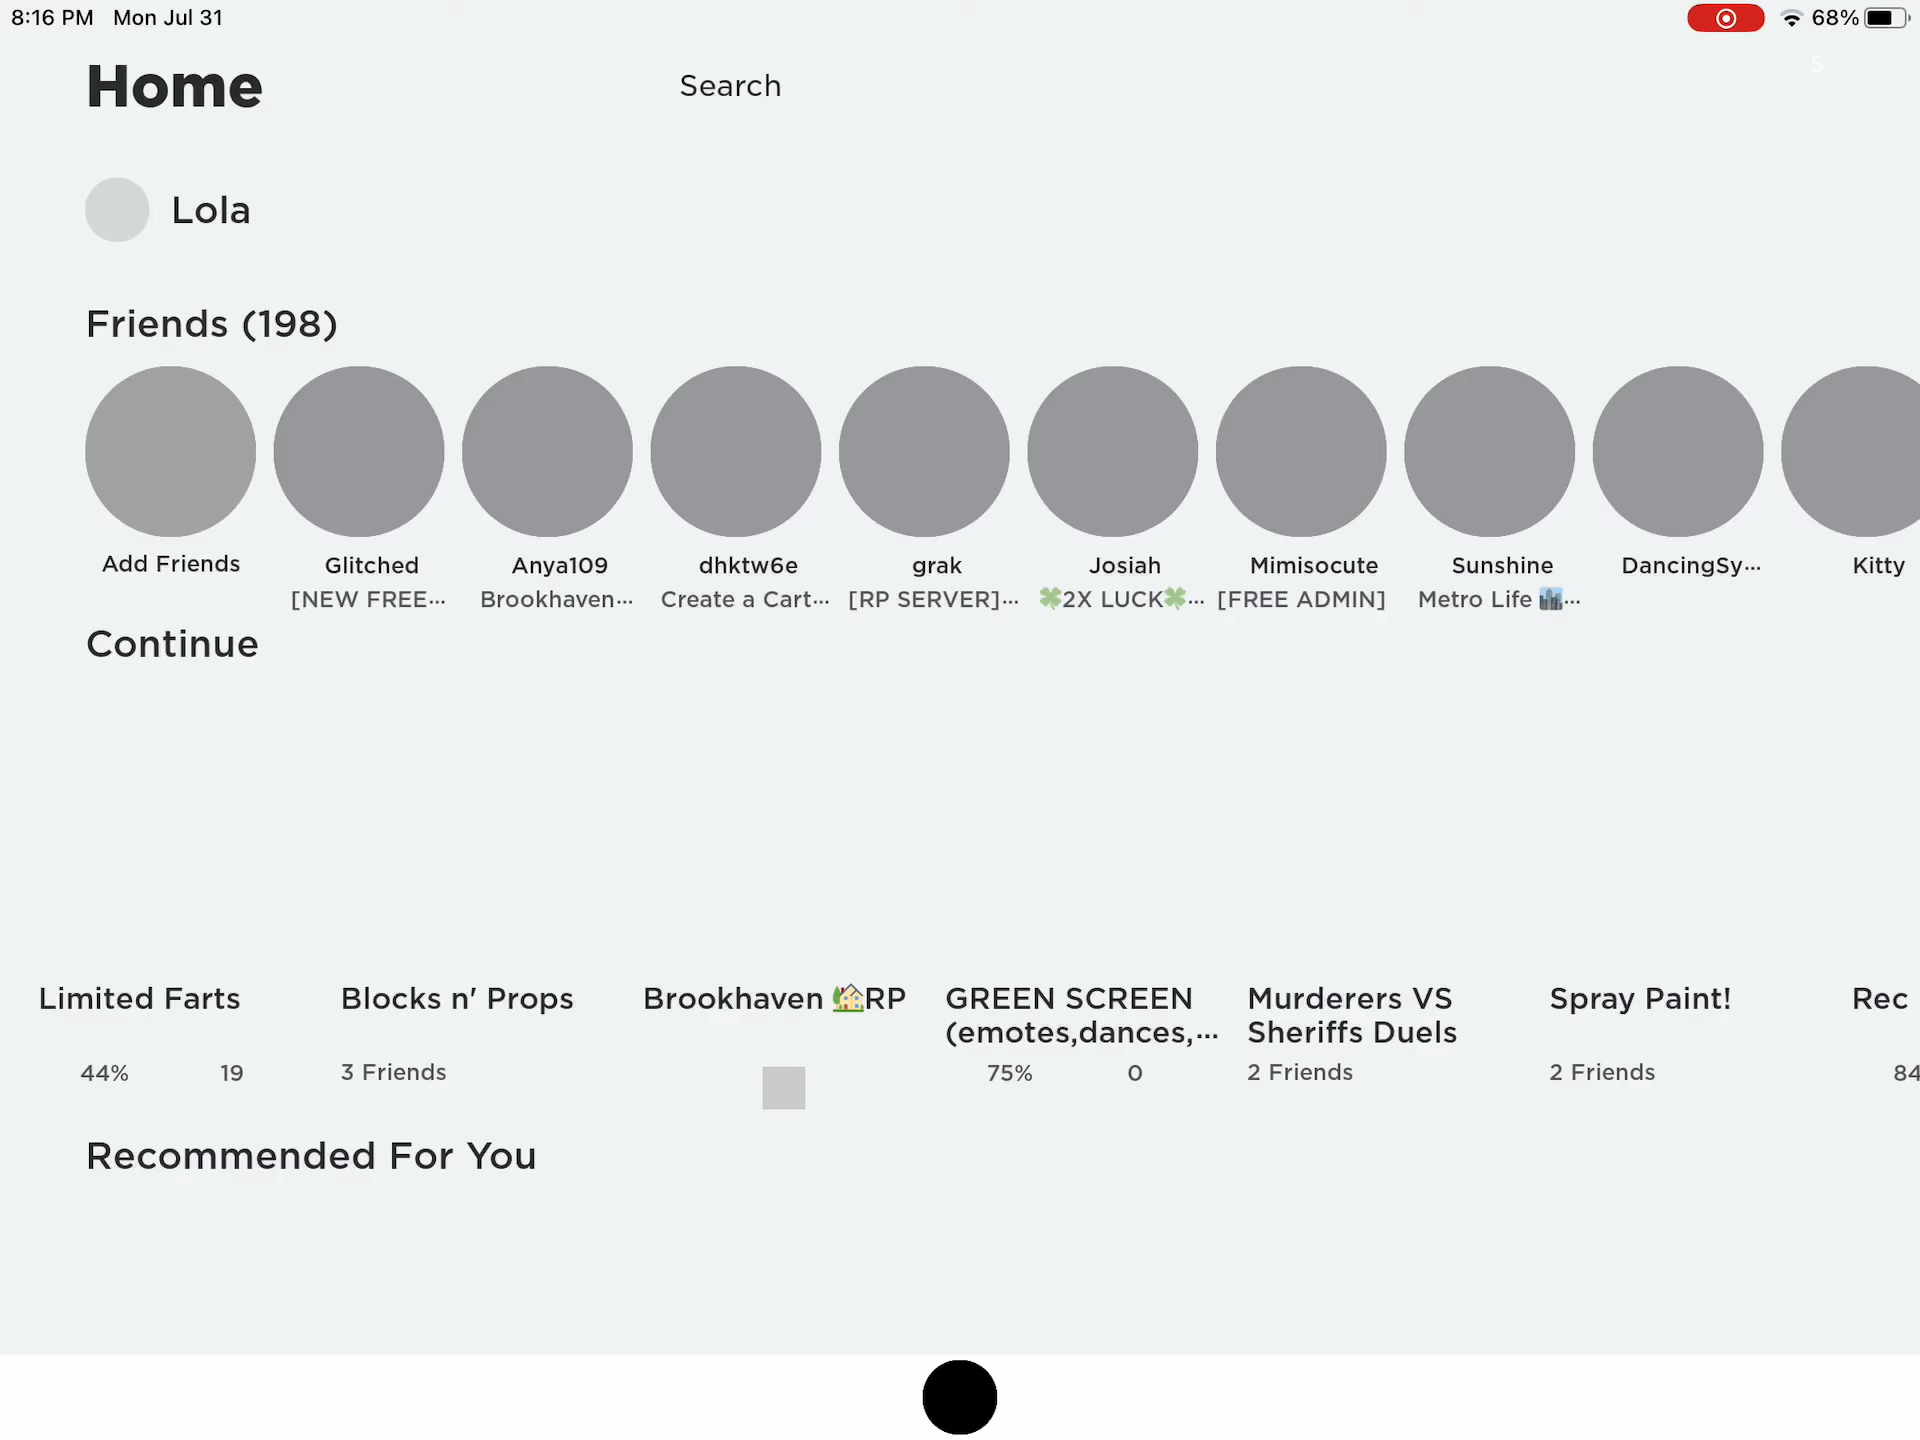 8:16 PM Mon Jul 31 68%
5
Home
Search
Lola
Friends (198)
Add Friends
Glitched
Anya109
dhktw6e
grak
Josiah
Mimisocute
Sunshine
DancingSy...
Kitty
[NEW FREE...
Brookhaven...
Create a Cart...
[RP SERVER]...
🍀2X LUCK🍀...
[FREE ADMIN]
Metro Life 🏙️...
Continue
Limited Farts
44% 19
Blocks n' Props
3 Friends
Brookhaven 🏡RP
GREEN SCREEN
(emotes,dances,...
75% 0
Murderers VS
Sheriffs Duels
2 Friends
Spray Paint!
2 Friends
Rec
84
Recommended For You